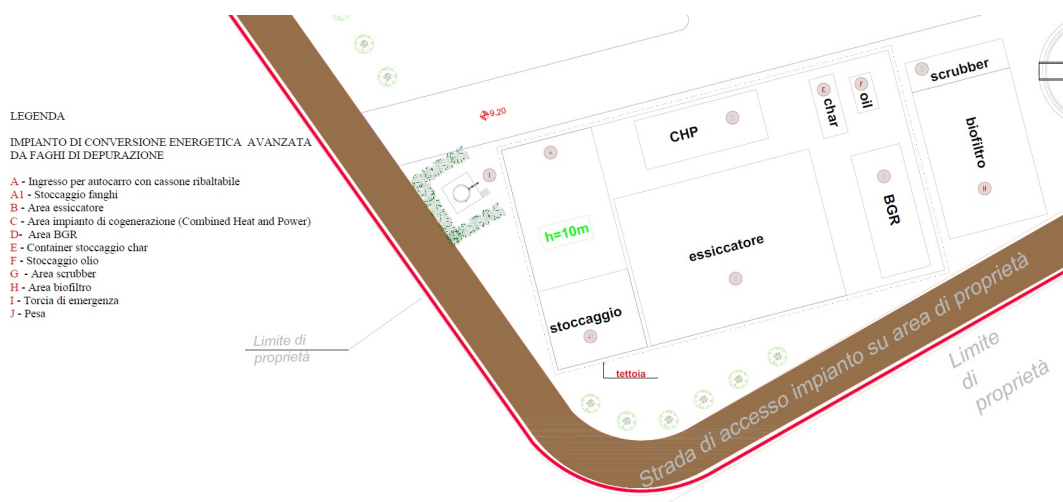 LEGENDA
IMPIANTO DI CONVERSIONE ENERGETICA AVANZATA
DA FAGHI DI DEPURAZIONE
A - Ingresso per autocarro con cassone ribaltabile
A1 - Stoccaggio fanghi
B - Area essiccatore
C - Area impianto di cogenerazione (Combined Heat and Power)
D- Area BGR
E - Container stoccaggio char
F - Stoccaggio olio
G - Area scrubber
H - Area biofiltro
I - Torcia di emergenza
J - Pesa
Limite di
proprietà
9.20
I
h=10m
stoccaggio
tettoia
CHP
essiccatore
E
char
F
oil
BGR
scrubber
biofiltro
H
Strada di accesso impianto su area di proprietà
Limite
di
proprietà